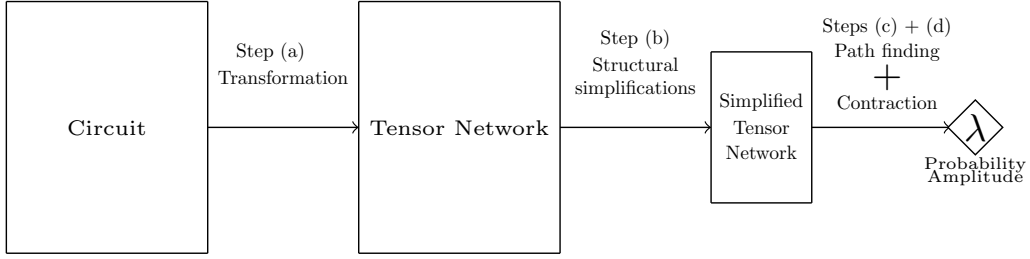 Circuit
Step (a)
Transformation
Tensor Network
Step (b)
Structural
simplifications
Simplified
Tensor
Network
Steps (c) + (d)
Path finding
+
Contraction
λ
Probability
Amplitude